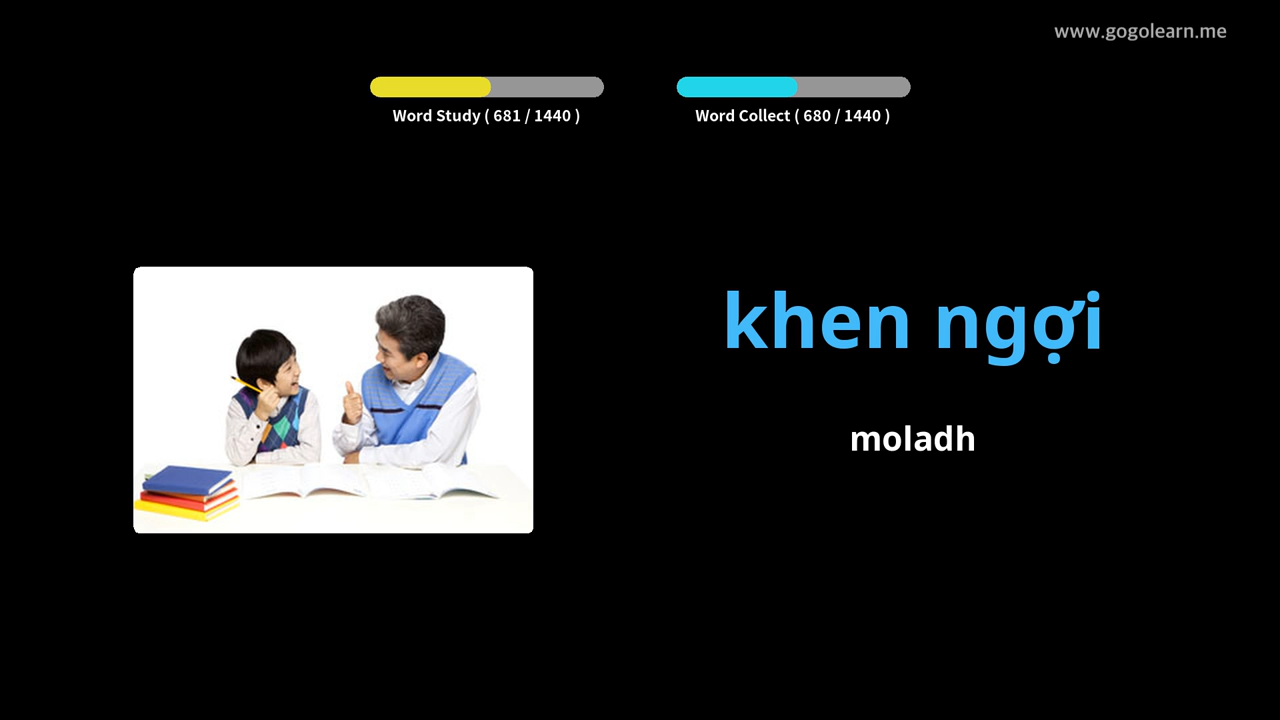 www.gogolearn.me
Word Study ( 681 / 1440 )
Word Collect ( 680 / 1440 )
khen ngợi
moladh